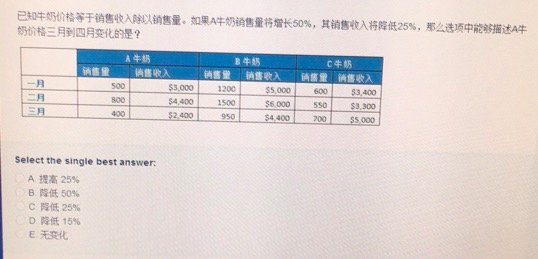 已知牛奶价格等于销售收入除以销售量。如果A牛奶销售量将增长50%，其销售收入将降低25%，那么选项中能够描述A牛
奶价格三月到四月变化的是？
A 牛奶 B 牛奶 C 牛奶
销售量 销售收入 销售量 销售收入 销售量 销售收入
一月 500 $3,000 1200 $5,000 600 $3,400
二月 800 $4,400 1500 $6,000 550 $3,300
三月 400 $2,400 950 $4,400 700 $5,000
Select the single best answer:
A. 提高 25%
B. 降低 50%
C. 降低 25%
D. 降低 15%
E. 无变化